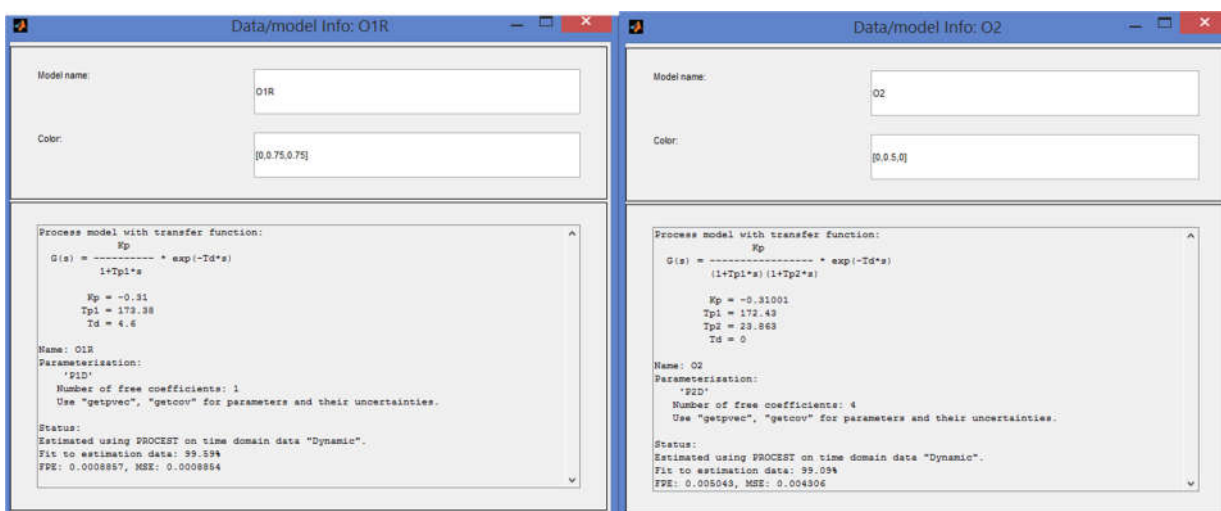 Data/model Info: O1R
Model name:
O1R
Color:
[0,0.75,0.75]
Process model with transfer function:
Kp
G(s) = ---------- * exp(-Td*s)
1+Tp1*s
Kp = -0.31
Tp1 = 173.38
Td = 4.6
Name: O1R
Parameterization:
'P1D'
Number of free coefficients: 1
Use "getpvec", "getcov" for parameters and their uncertainties.
Status:
Estimated using PROCEST on time domain data "Dynamic".
Fit to estimation data: 99.59%
FPE: 0.0008857, MSE: 0.0008854
Data/model Info: O2
Model name:
O2
Color:
[0,0.5,0]
Process model with transfer function:
Kp
G(s) = ----------------- * exp(-Td*s)
(1+Tp1*s)(1+Tp2*s)
Kp = -0.31001
Tp1 = 172.43
Tp2 = 23.863
Td = 0
Name: O2
Parameterization:
'P2D'
Number of free coefficients: 4
Use "getpvec", "getcov" for parameters and their uncertainties.
Status:
Estimated using PROCEST on time domain data "Dynamic".
Fit to estimation data: 99.09%
FPE: 0.005043, MSE: 0.004306